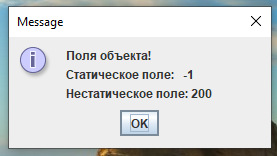 Message
Поля объекта!
Статическое поле: -1
Нестатическое поле: 200
OK